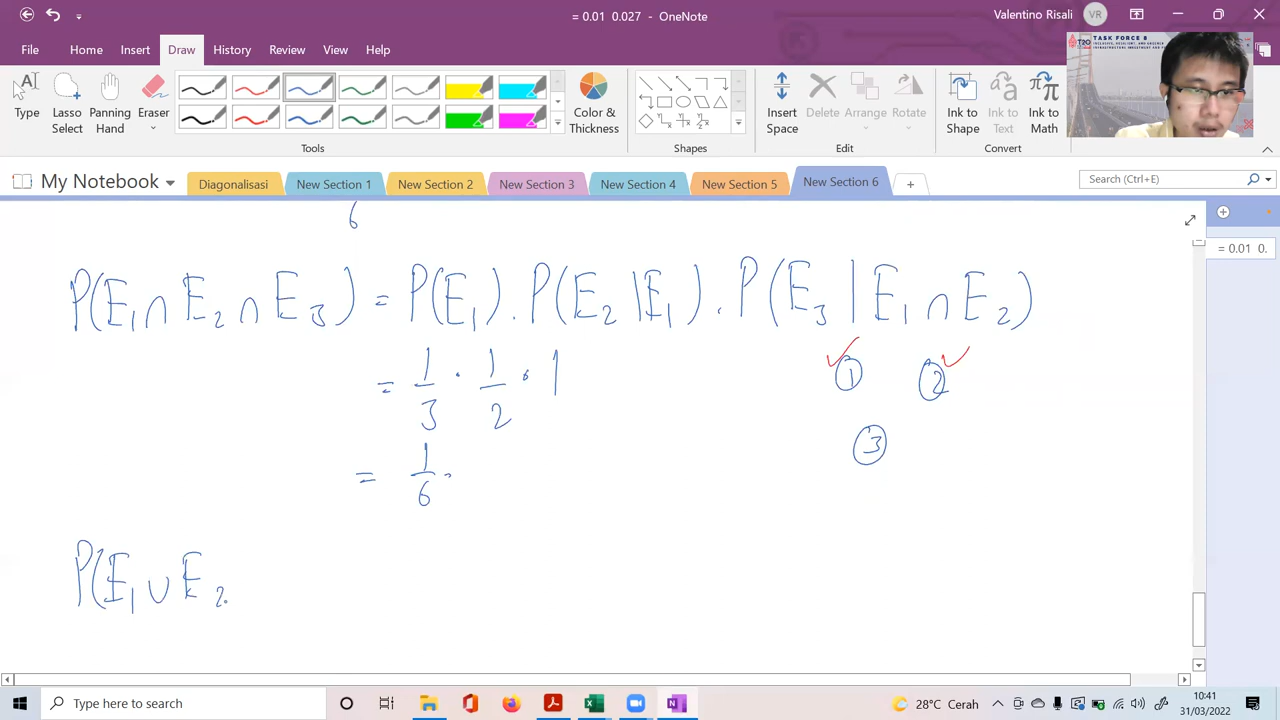 = 0.01 0.027 - OneNote
Valentino Risali VR
File Home Insert Draw History Review View Help
TASK FORCE 8
Type
Lasso Select
Panning Hand
Eraser
Color & Thickness
Insert Space
Delete
Arrange
Rotate
Ink to Shape
Ink to Text
Ink to Math
Tools
Shapes
Edit
Convert
My Notebook
Diagonalisasi
New Section 1
New Section 2
New Section 3
New Section 4
New Section 5
New Section 6
Search (Ctrl+E)
= 0.01 0.
6
P(E₁ ∩ E₂ ∩ E₃) = P(E₁) . P(E₂ | E₁) . P(E₃ | E₁ ∩ E₂)
= 1/3 . 1/2 . 1
① ②
③
= 1/6 .
P(E₁ ∪ E₂
Type here to search
28°C Cerah
10:41
31/03/2022